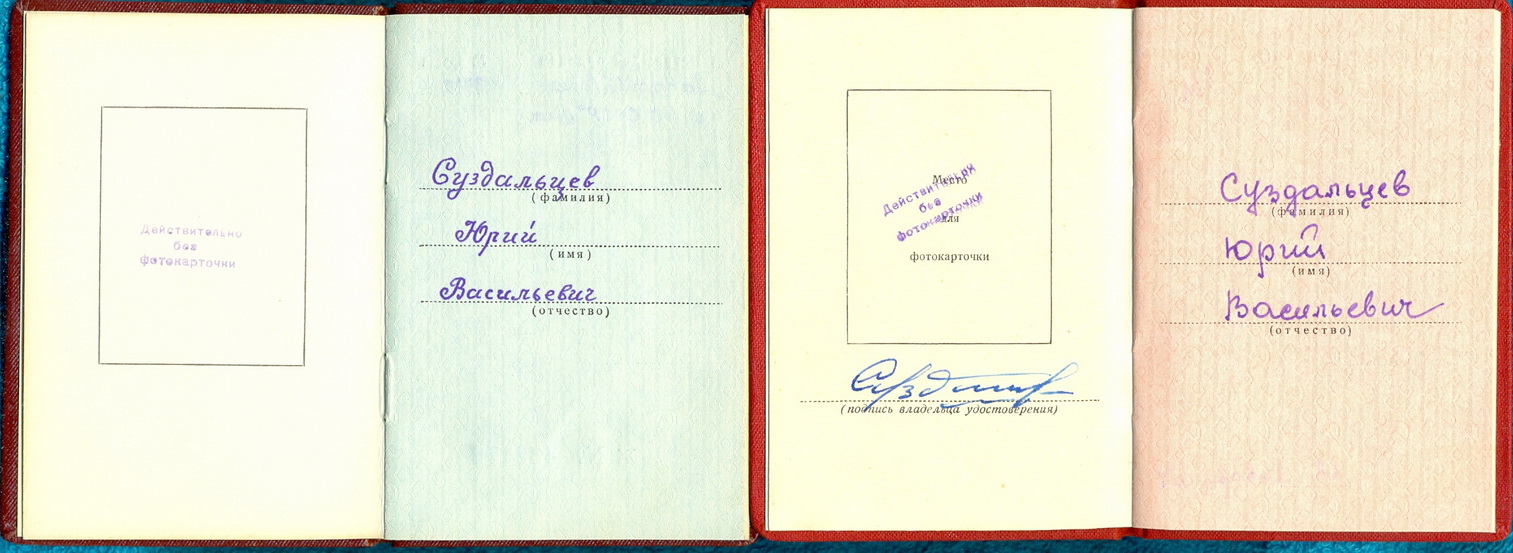 Действительно
без
фотокарточки
Суздальцев
(фамилия)
Юрий
(имя)
Васильевич
(отчество)
Место
для
фотокарточки
Действительно
без
фотокарточки
Суздальцев
(подпись владельца удостоверения)
Суздальцев
(фамилия)
Юрий
(имя)
Васильевич
(отчество)